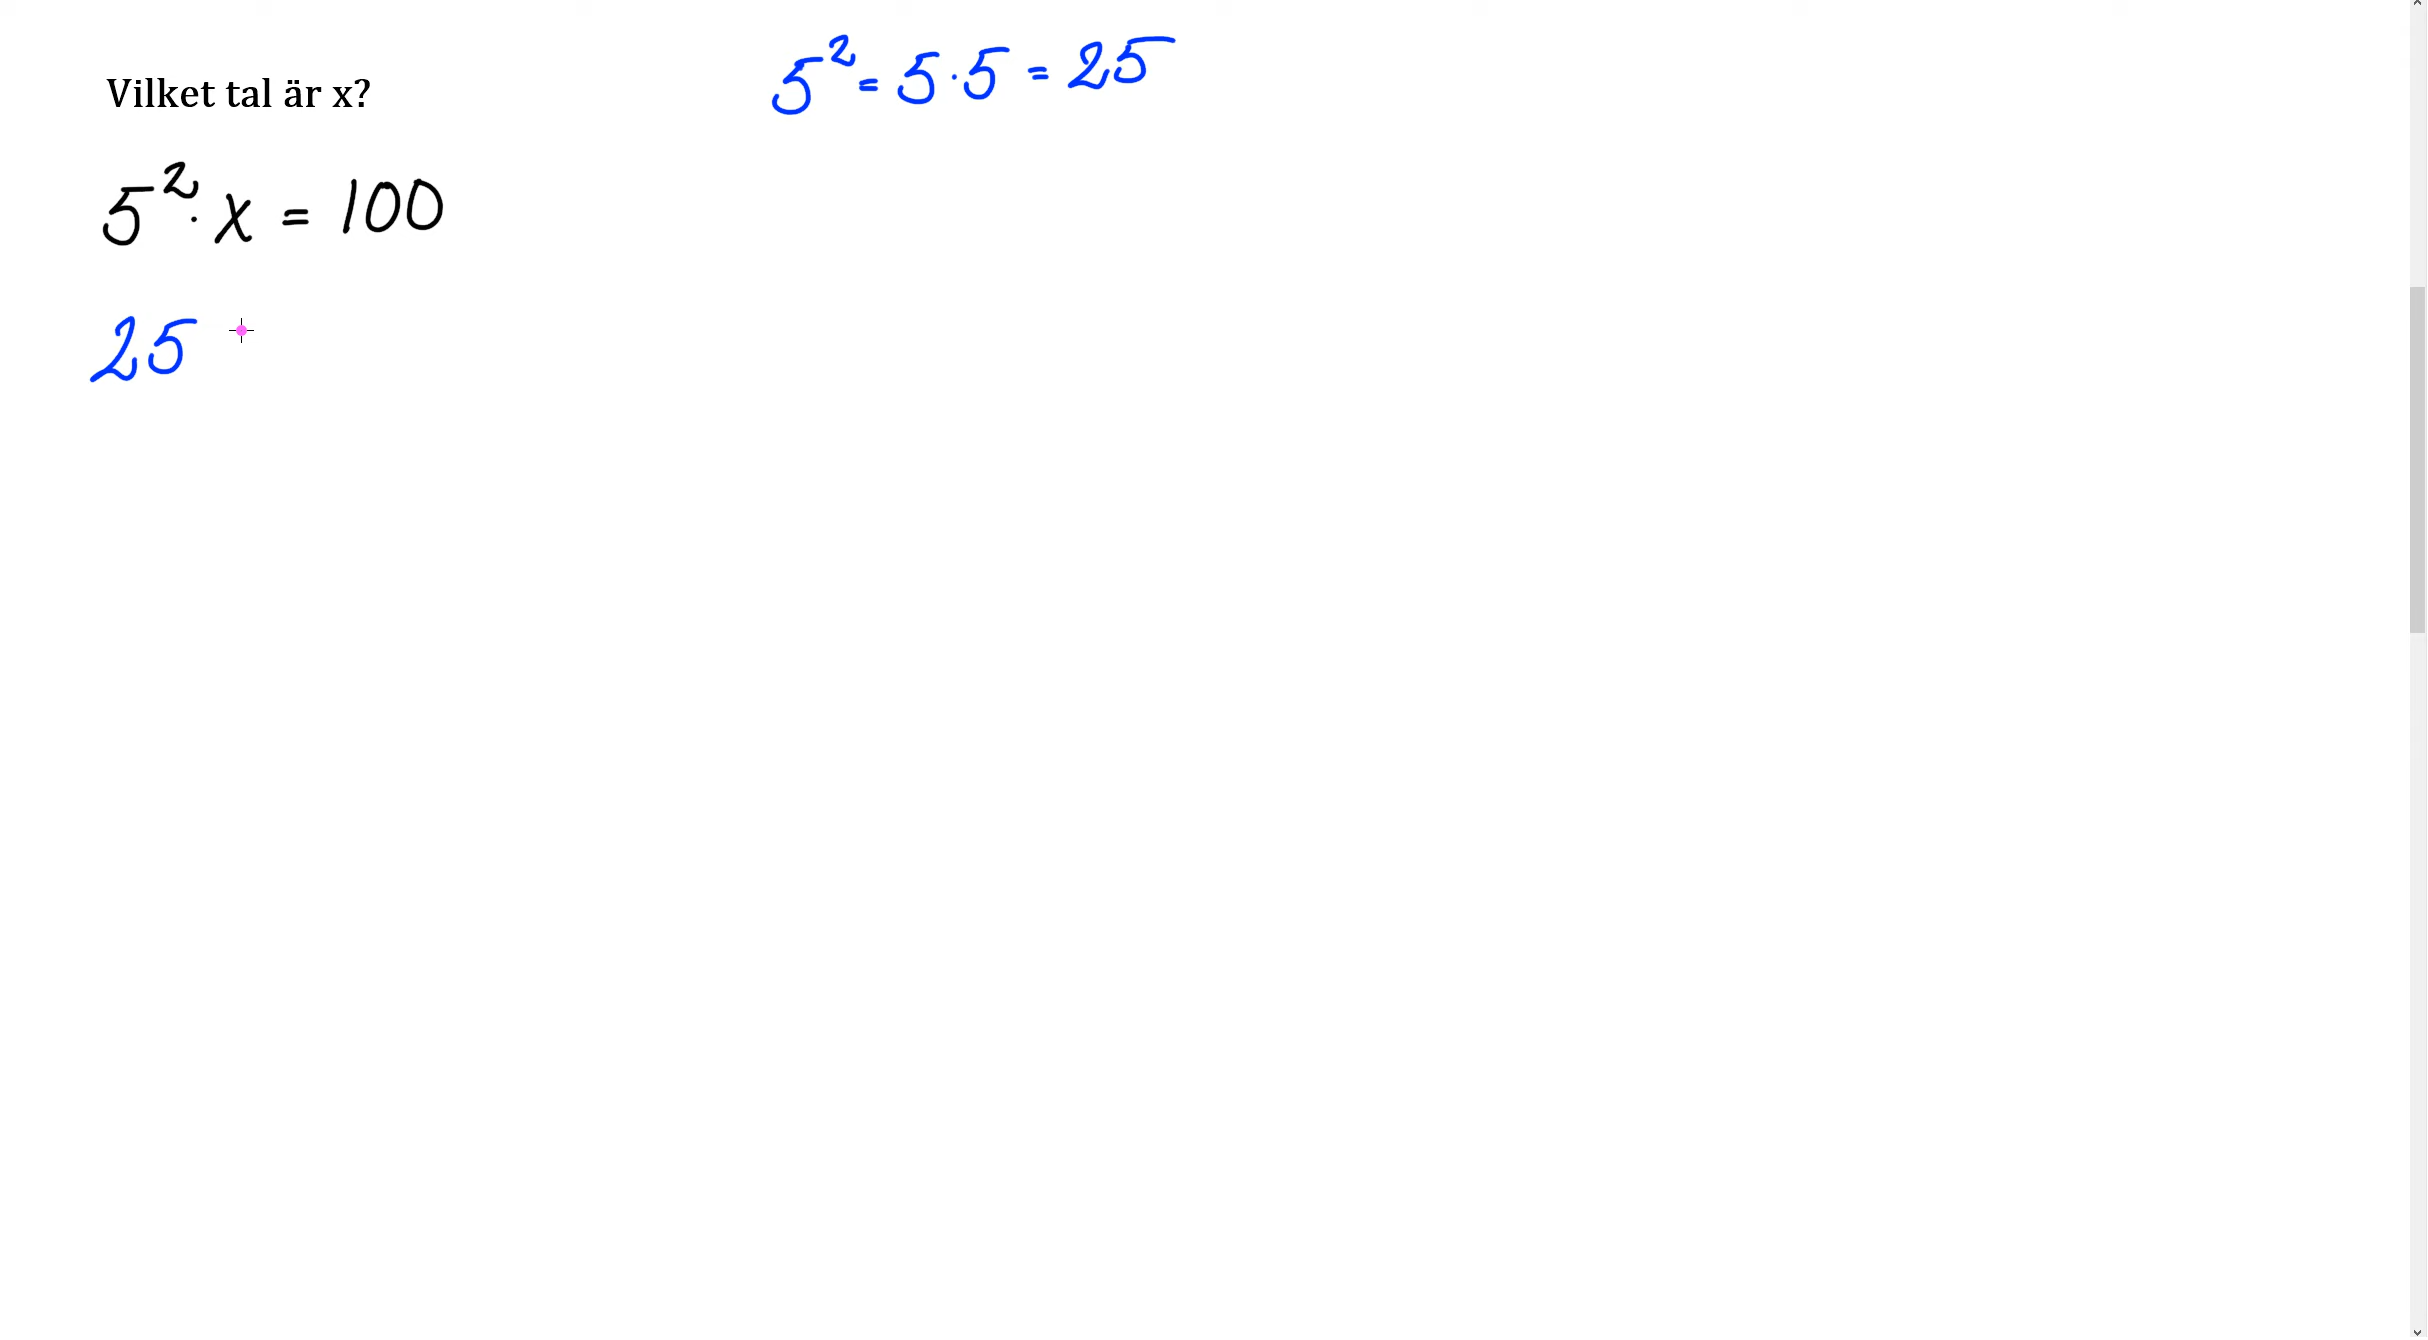 Vilket tal är x?
5² = 5 · 5 = 25
5² · x = 100
25